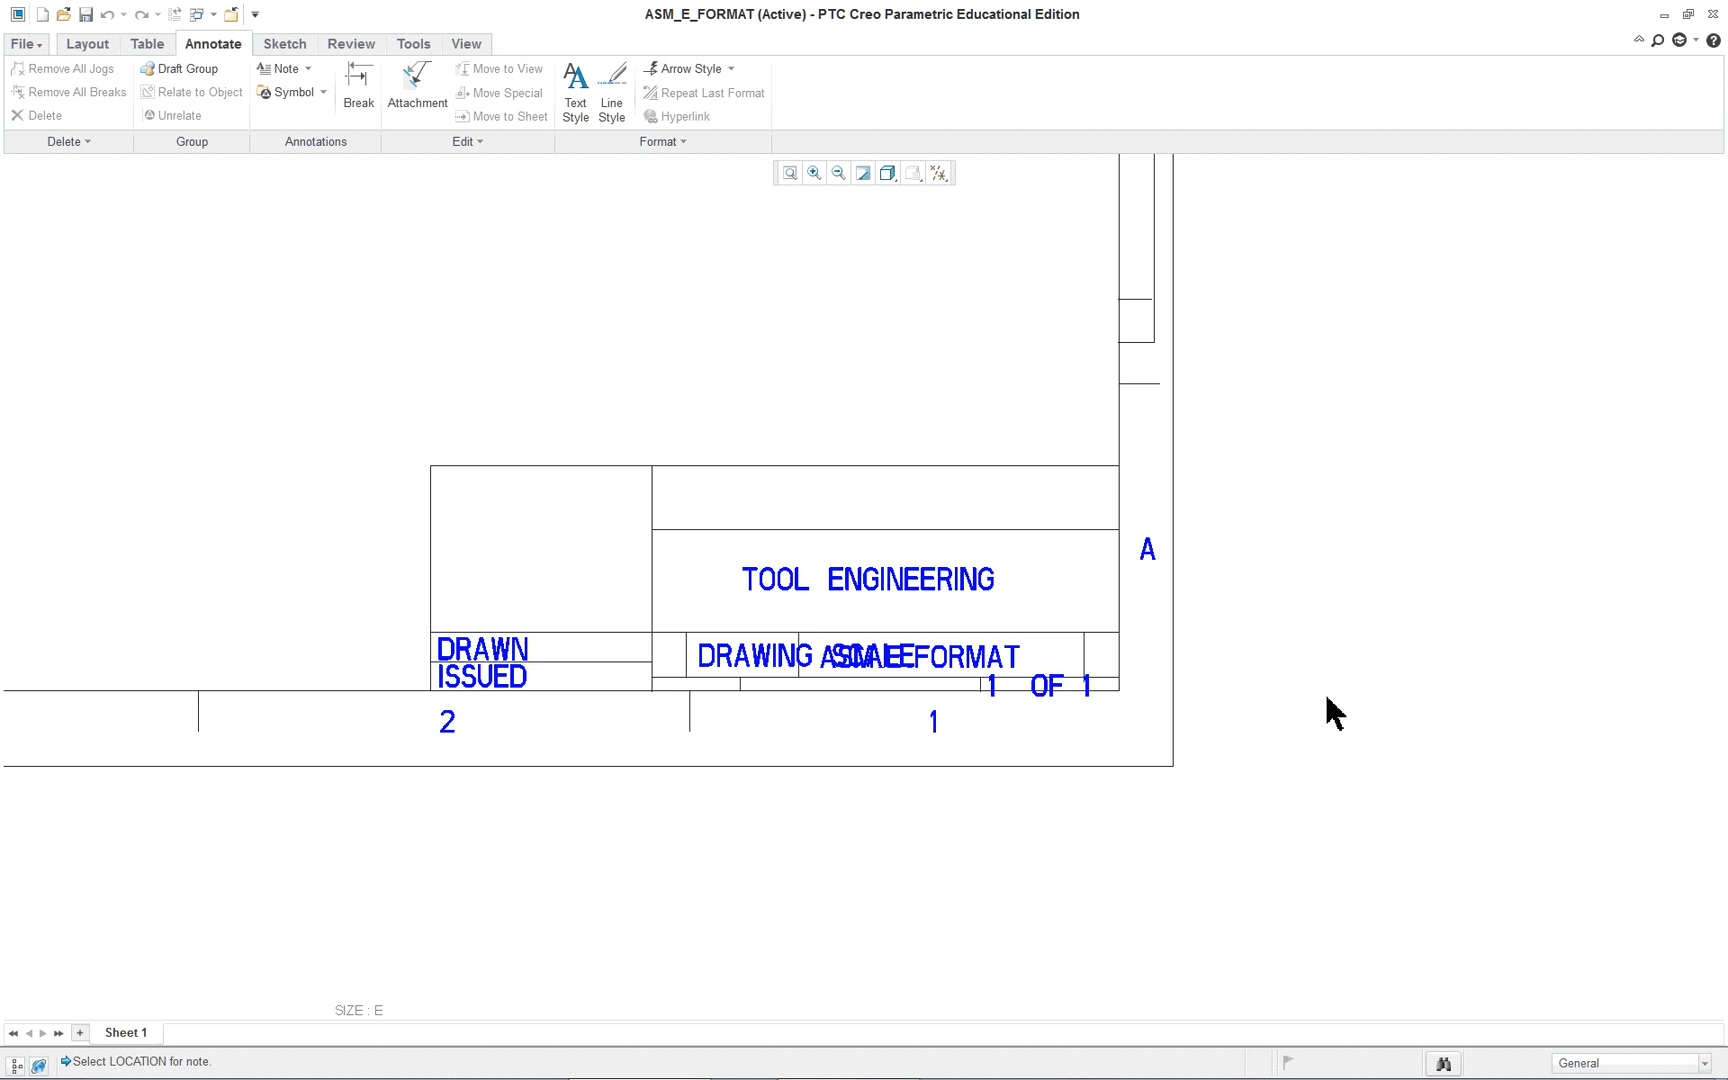 ASM_E_FORMAT (Active) - PTC Creo Parametric Educational Edition
File Layout Table Annotate Sketch Review Tools View
Remove All Jogs
Remove All Breaks
Delete
Draft Group
Relate to Object
Unrelate
Note
Symbol
Break
Attachment
Move to View
Move Special
Move to Sheet
Text Style
Line Style
Arrow Style
Repeat Last Format
Hyperlink
Delete Group Annotations Edit Format
A
TOOL ENGINEERING
DRAWN
ISSUED
DRAWING SCALE
ASM_E_FORMAT
1 OF 1
2 1
SIZE : E
Sheet 1
Select LOCATION for note.
General